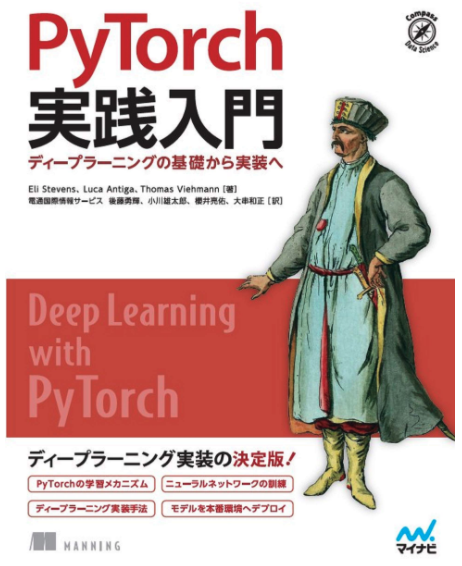 PyTorch
実践入門
ディープラーニングの基礎から実装へ
Eli Stevens、Luca Antiga、Thomas Viehmann［著］
電通国際情報サービス 後藤勇輝、小川雄太郎、櫻井亮佑、大串和正［訳］
Compass
Data Science
Deep Learning
with
PyTorch
ディープラーニング実装の決定版!
PyTorchの学習メカニズム
ニューラルネットワークの訓練
ディープラーニング実装手法
モデルを本番環境へデプロイ
MANNING
マイナビ